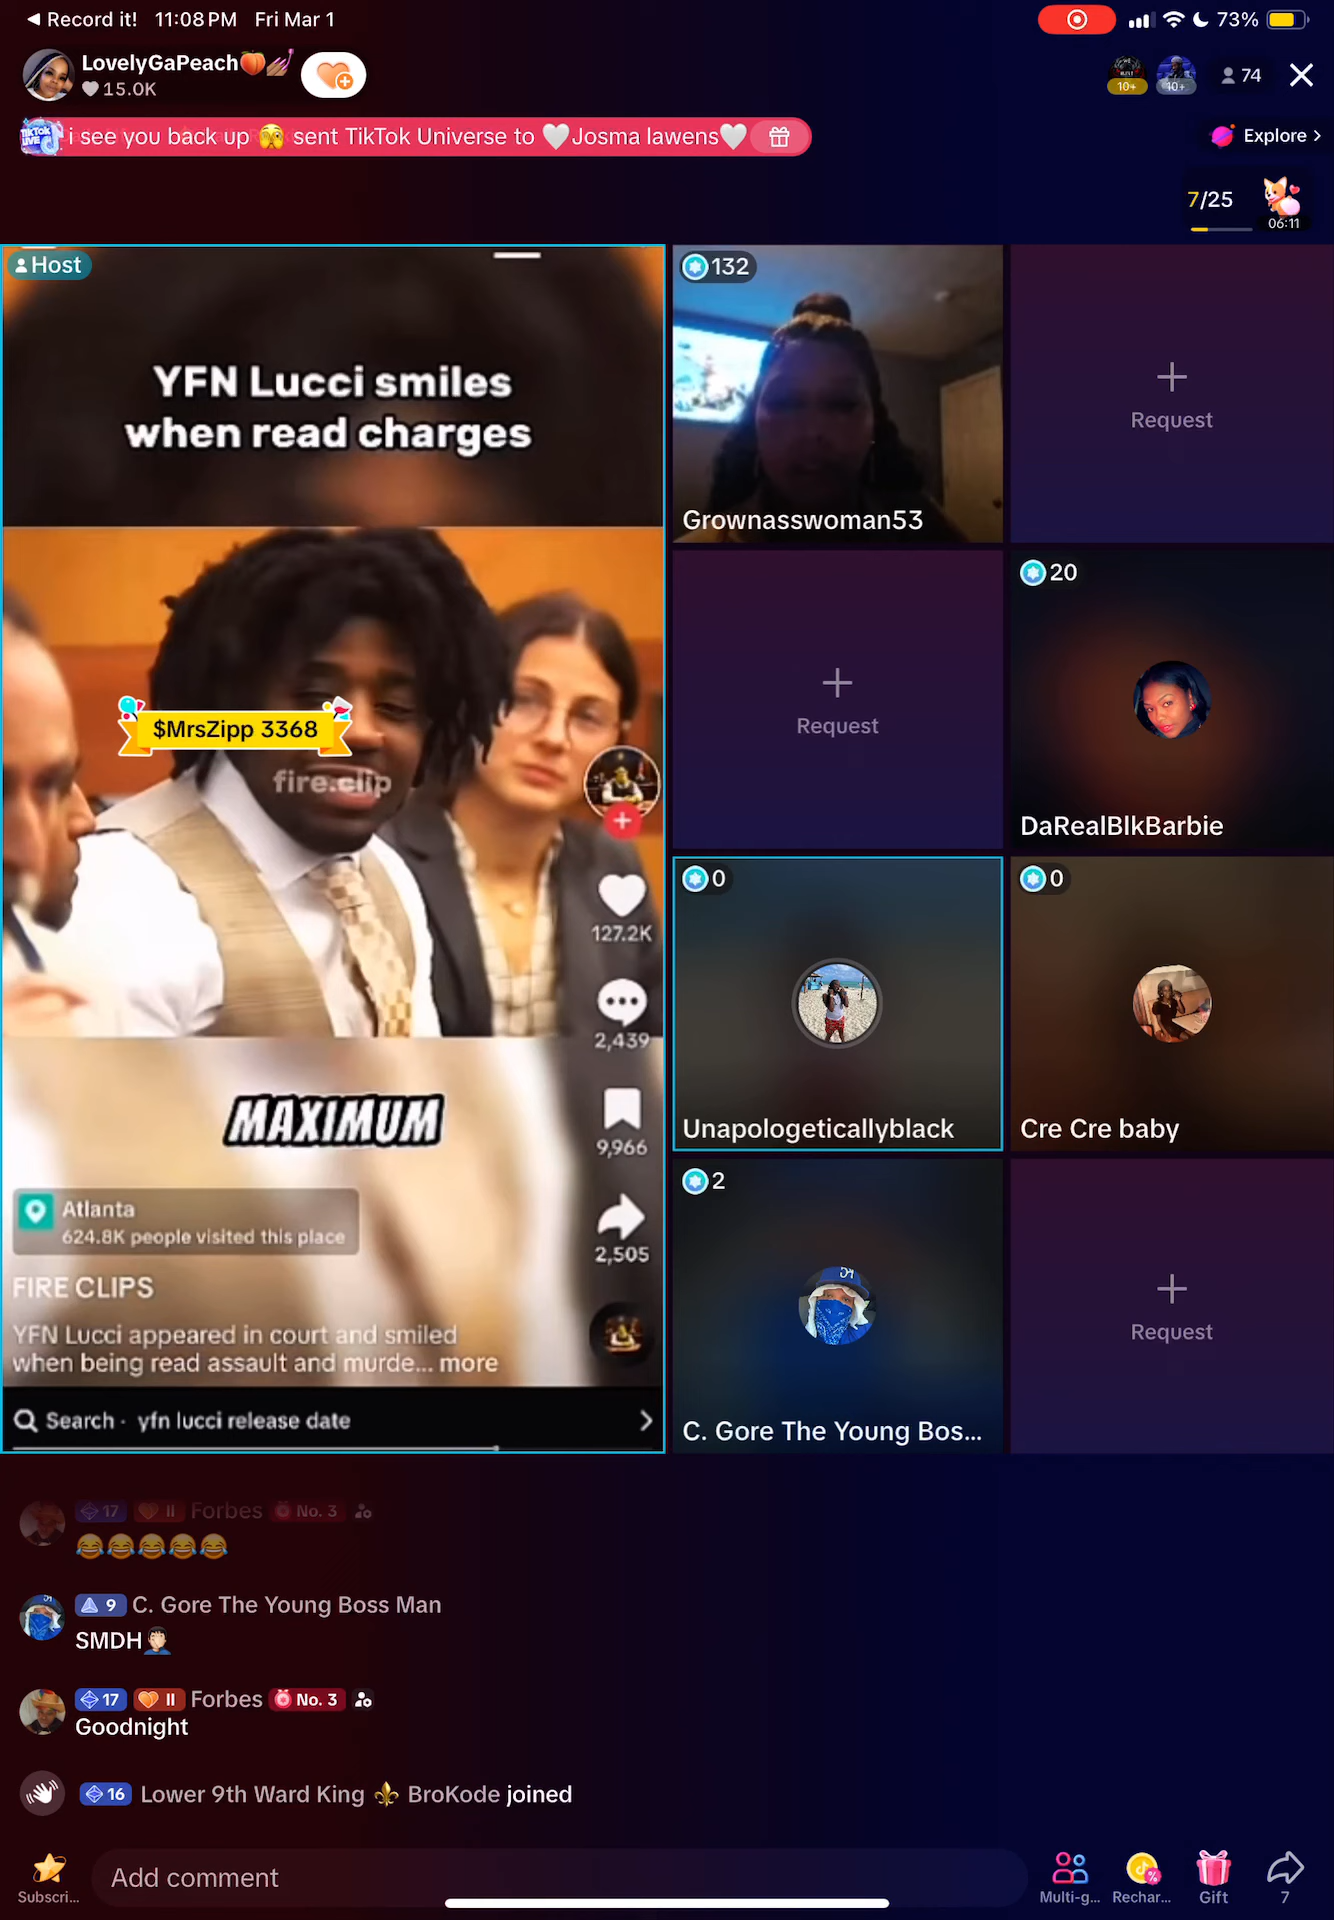 Record it! 11:08 PM Fri Mar 1
73%
LovelyGaPeach
15.0K
10+
10+
74
i see you back up sent TikTok Universe to Josma lawens
Explore >
7/25
06:11
Host
YFN Lucci smiles
when read charges
$MrsZipp 3368
fire.clip
127.2K
2,439
MAXIMUM
9,966
Atlanta
624.8K people visited this place
2,505
FIRE CLIPS
YFN Lucci appeared in court and smiled
when being read assault and murde... more
Search · yfn lucci release date
132
Grownasswoman53
Request
Request
20
DaRealBlkBarbie
0
Unapologeticallyblack
0
Cre Cre baby
2
C. Gore The Young Bos...
Request
17 II Forbes No. 3
9 C. Gore The Young Boss Man
SMDH
17 II Forbes No. 3
Goodnight
16 Lower 9th Ward King BroKode joined
Subscri...
Add comment
Multi-g...
Rechar...
Gift
7